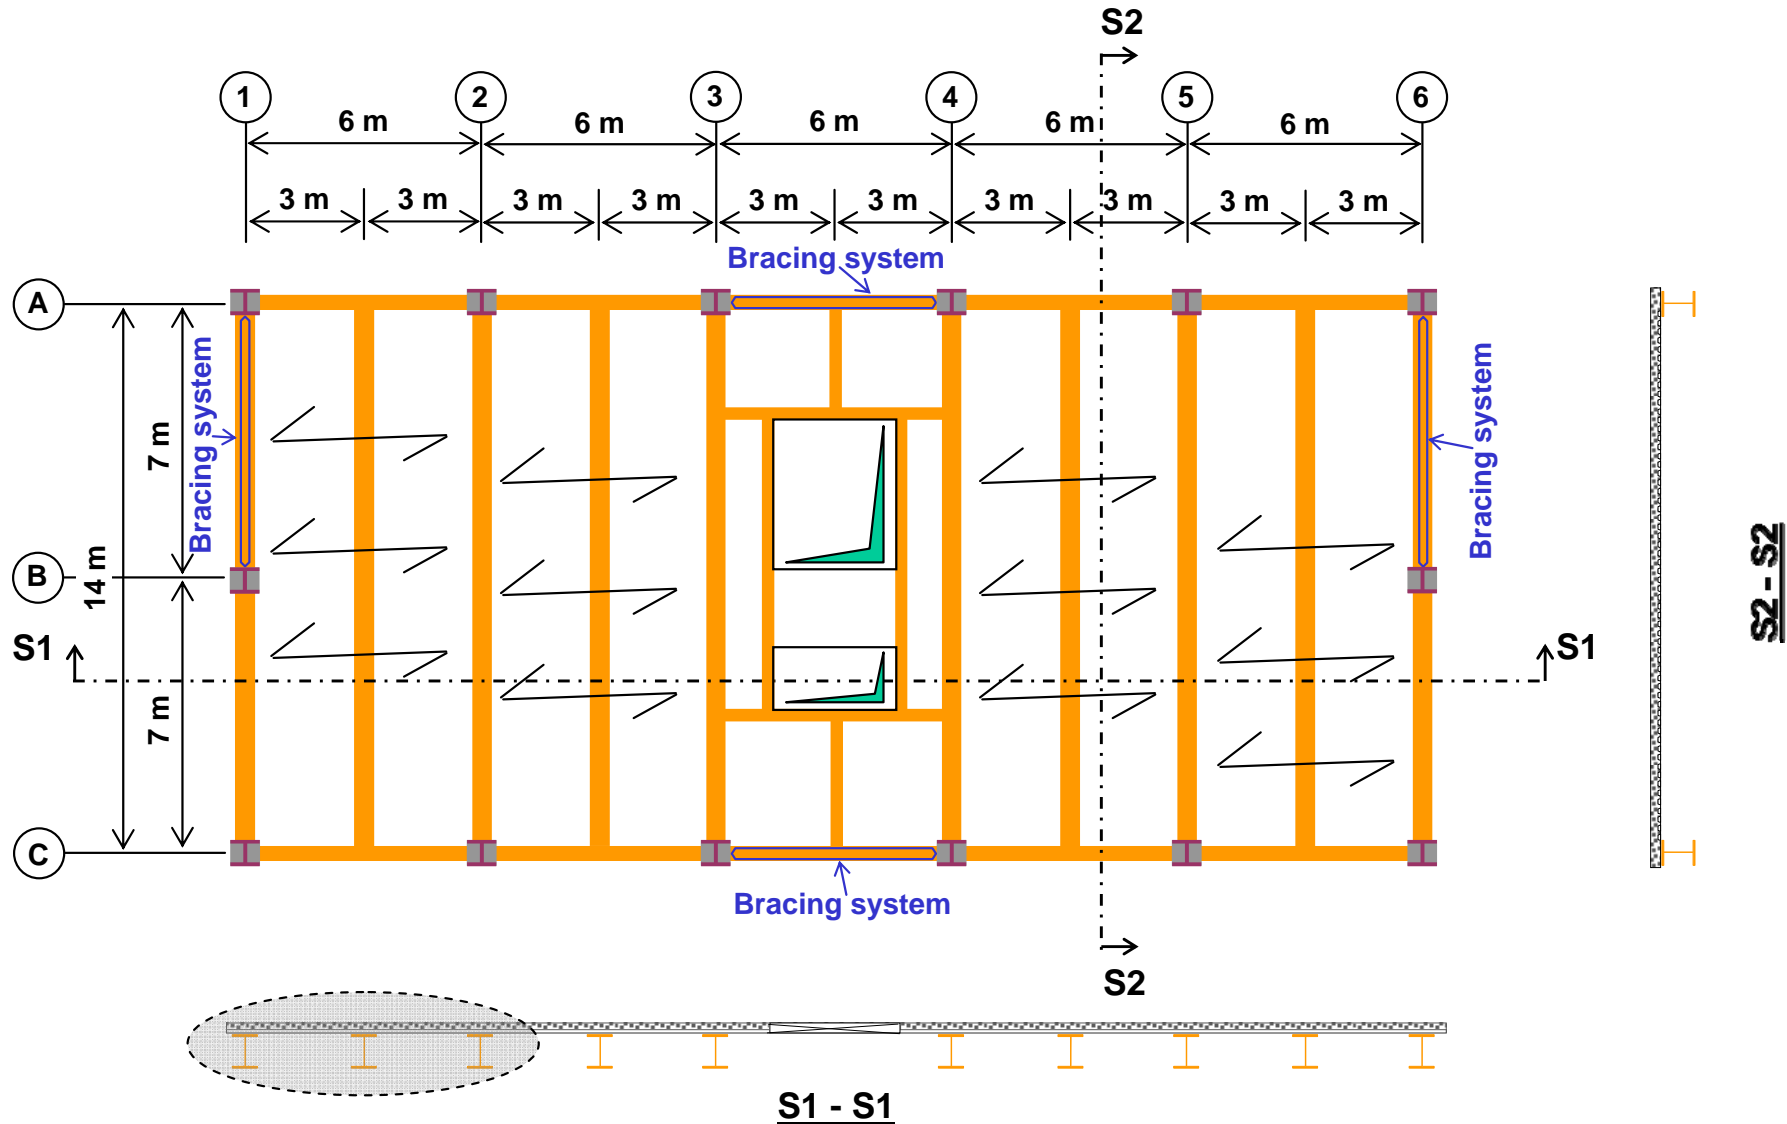 S2
1 2 3 4 5 6
6 m 6 m 6 m 6 m 6 m
3 m 3 m 3 m 3 m 3 m 3 m 3 m 3 m 3 m 3 m
Bracing system
A
Bracing system
Bracing system
7 m
B
14 m
S2 - S2
S1 S1
7 m
C
Bracing system
S2
S1 - S1